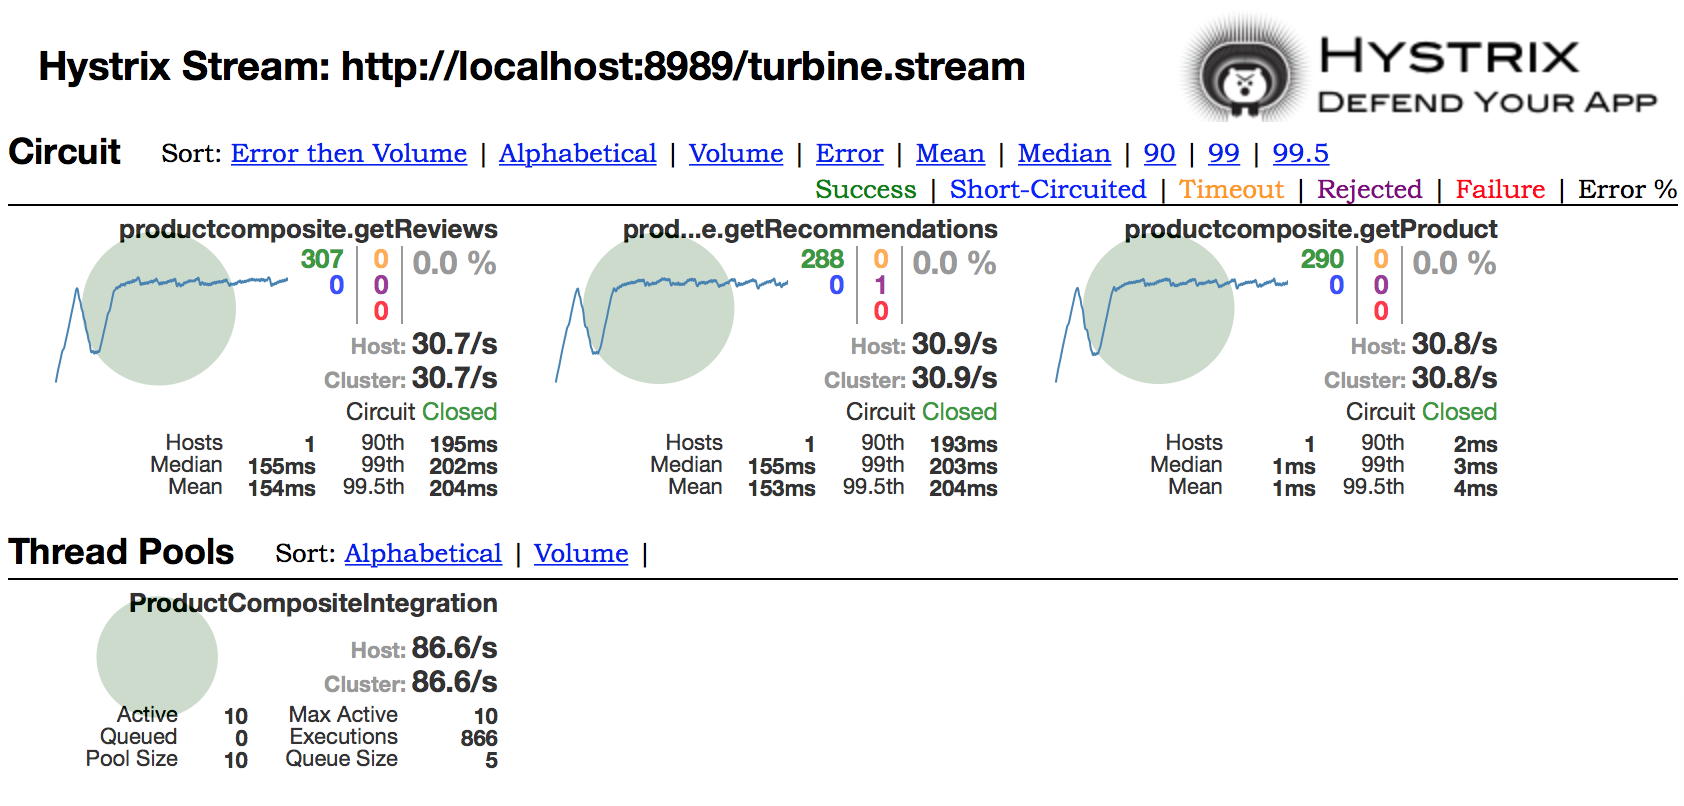 Hystrix Stream: http://localhost:8989/turbine.stream
HYSTRIX
DEFEND YOUR APP
Circuit Sort: Error then Volume | Alphabetical | Volume | Error | Mean | Median | 90 | 99 | 99.5
Success | Short-Circuited | Timeout | Rejected | Failure | Error %
productcomposite.getReviews
307 0 0.0 %
0 0
0
Host: 30.7/s
Cluster: 30.7/s
Circuit Closed
Hosts 1 90th 195ms
Median 155ms 99th 202ms
Mean 154ms 99.5th 204ms
prod...e.getRecommendations
288 0 0.0 %
0 1
0
Host: 30.9/s
Cluster: 30.9/s
Circuit Closed
Hosts 1 90th 193ms
Median 155ms 99th 203ms
Mean 153ms 99.5th 204ms
productcomposite.getProduct
290 0 0.0 %
0 0
0
Host: 30.8/s
Cluster: 30.8/s
Circuit Closed
Hosts 1 90th 2ms
Median 1ms 99th 3ms
Mean 1ms 99.5th 4ms
Thread Pools Sort: Alphabetical | Volume |
ProductCompositeIntegration
Host: 86.6/s
Cluster: 86.6/s
Active 10 Max Active 10
Queued 0 Executions 866
Pool Size 10 Queue Size 5